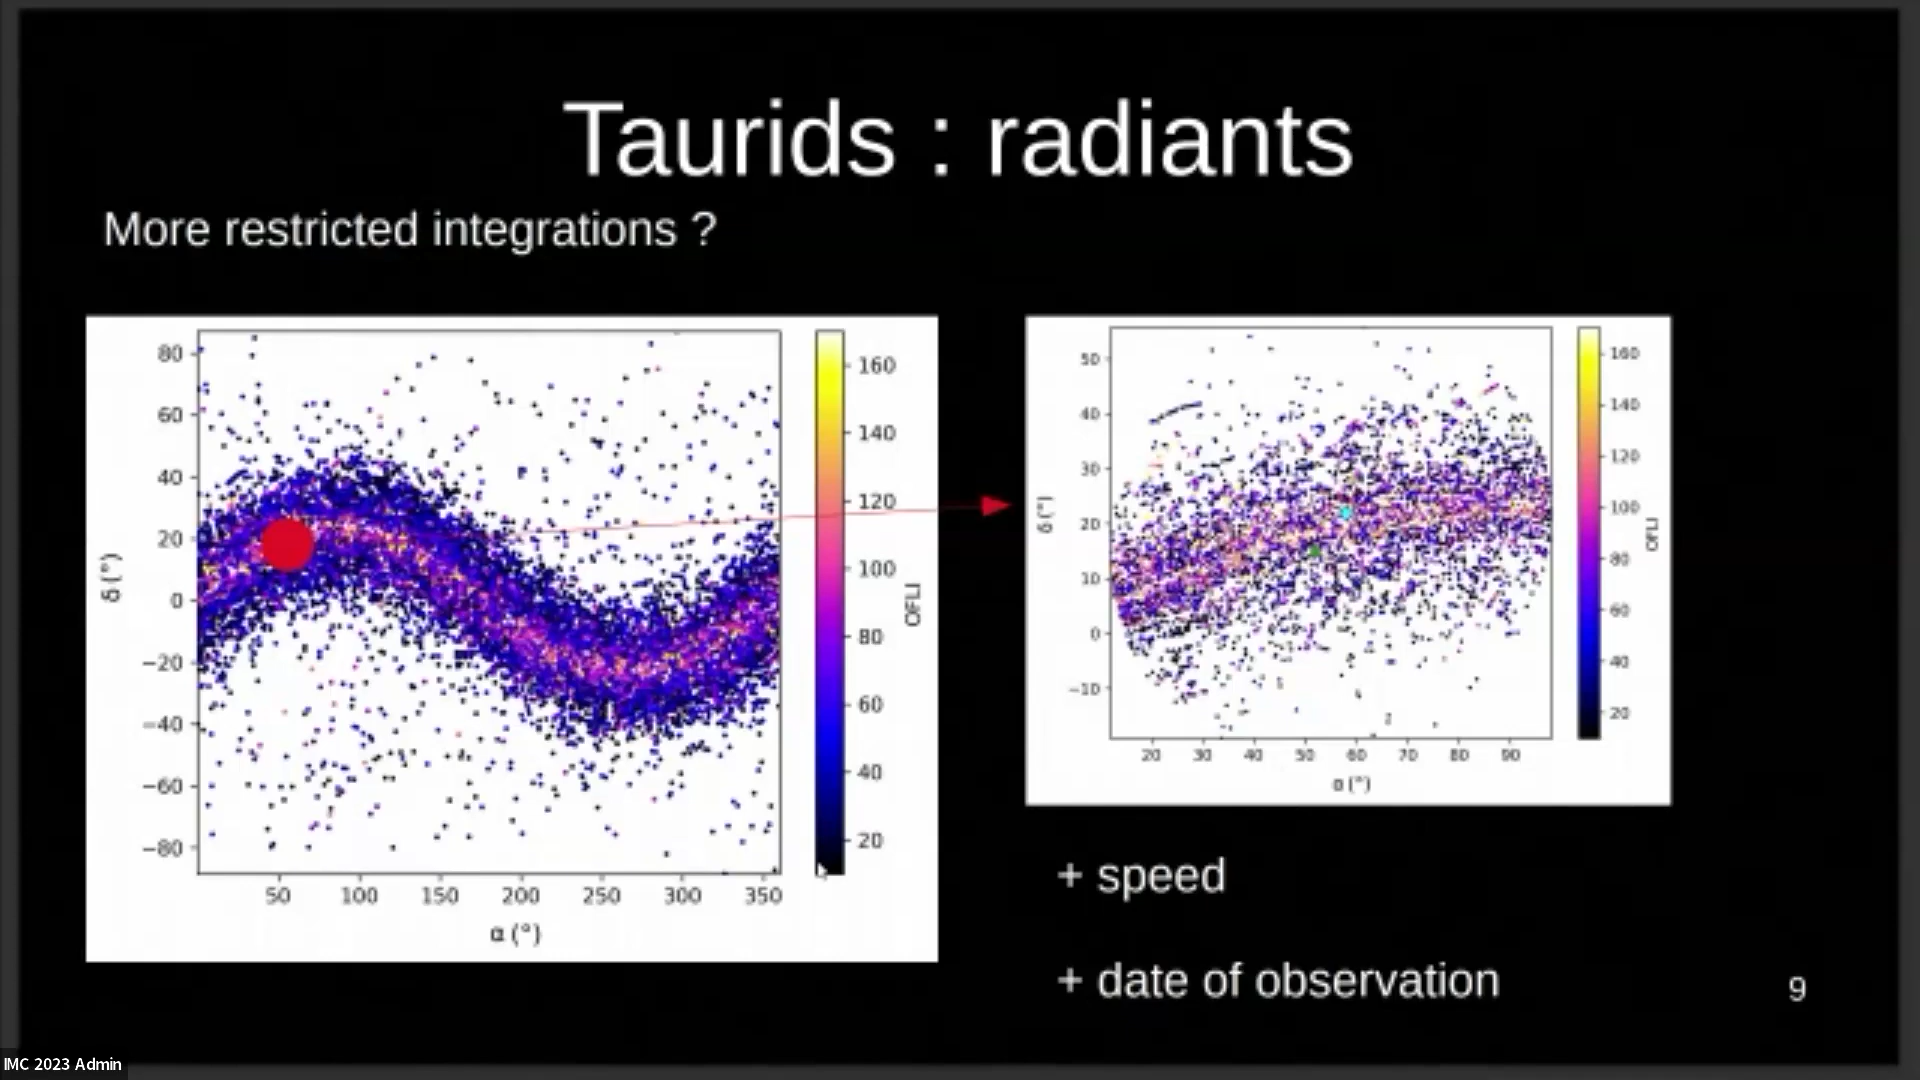 Taurids : radiants
More restricted integrations ?
80
60
40
20
0
−20
−40
−60
−80
δ (°)
50 100 150 200 250 300 350
α (°)
160
140
120
100
80
60
40
20
OFLI
50
40
30
20
10
0
−10
δ (°)
20 30 40 50 60 70 80 90
α (°)
160
140
120
100
80
60
40
20
OFLI
+ speed
+ date of observation
9
IMC 2023 Admin